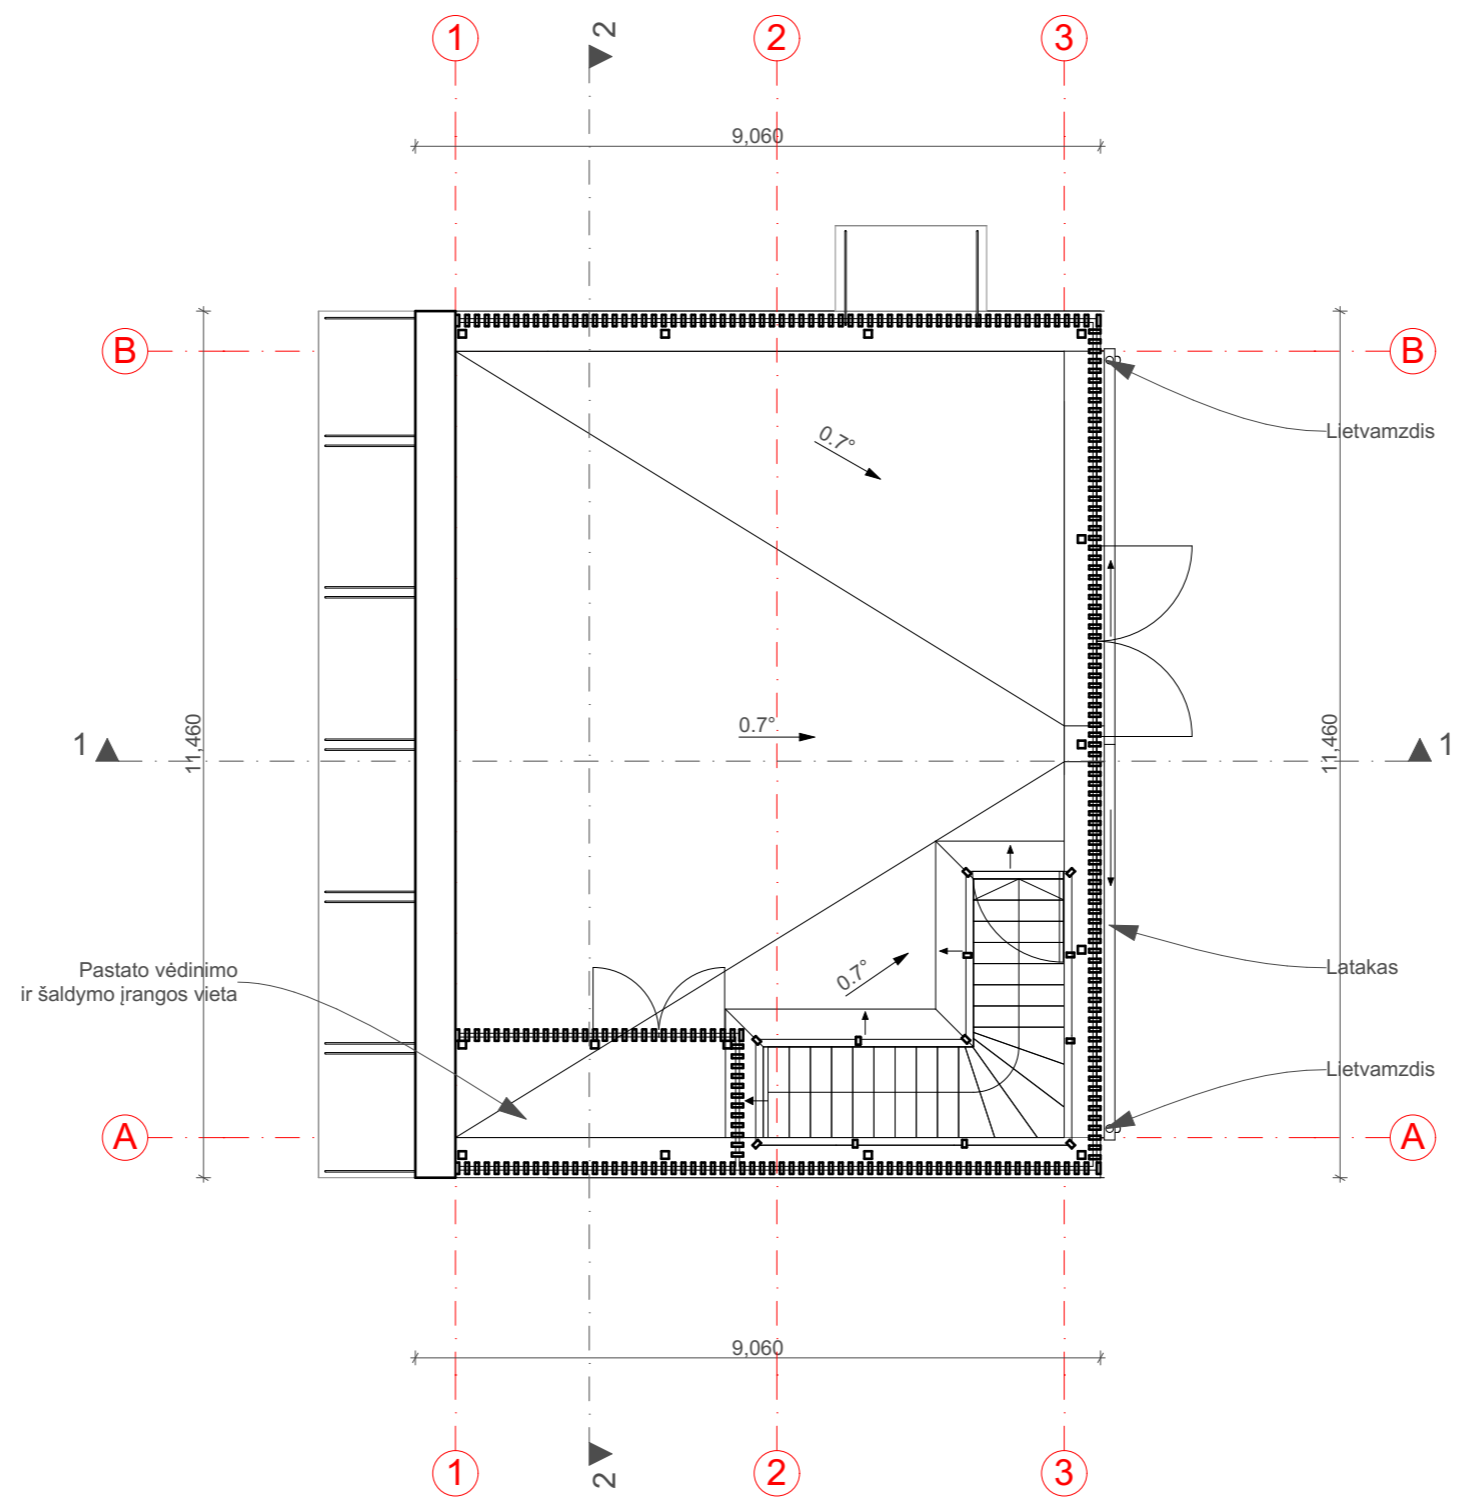 1
2
2
3
9,060
B
B
Lietvamzdis
0.7°
11,460
11,460
1
0.7°
1
Pastato vėdinimo
ir šaldymo įrangos vieta
0.7°
Latakas
Lietvamzdis
A
A
9,060
1
2
2
3